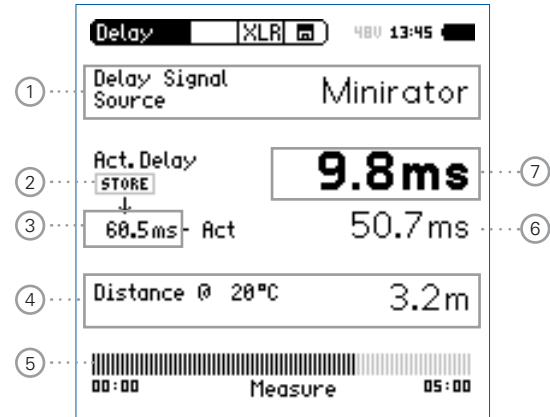 Delay XLR 48V 13:45
1 Delay Signal
Source Minirator
Act. Delay 9.8ms 7
2 STORE
3 60.5ms - Act 50.7ms 6
4 Distance @ 20°C 3.2m
5
00:00 Measure 05:00